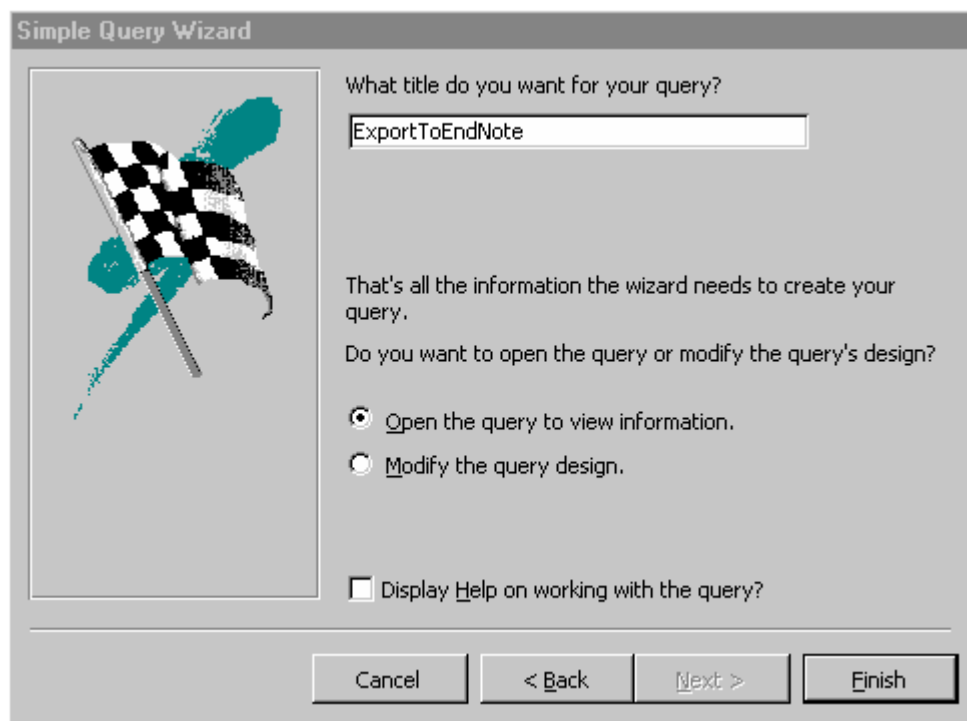 Simple Query Wizard
What title do you want for your query?
ExportToEndNote
That's all the information the wizard needs to create your
query.
Do you want to open the query or modify the query's design?
Open the query to view information.
Modify the query design.
Display Help on working with the query?
Cancel
< Back
Next >
Finish